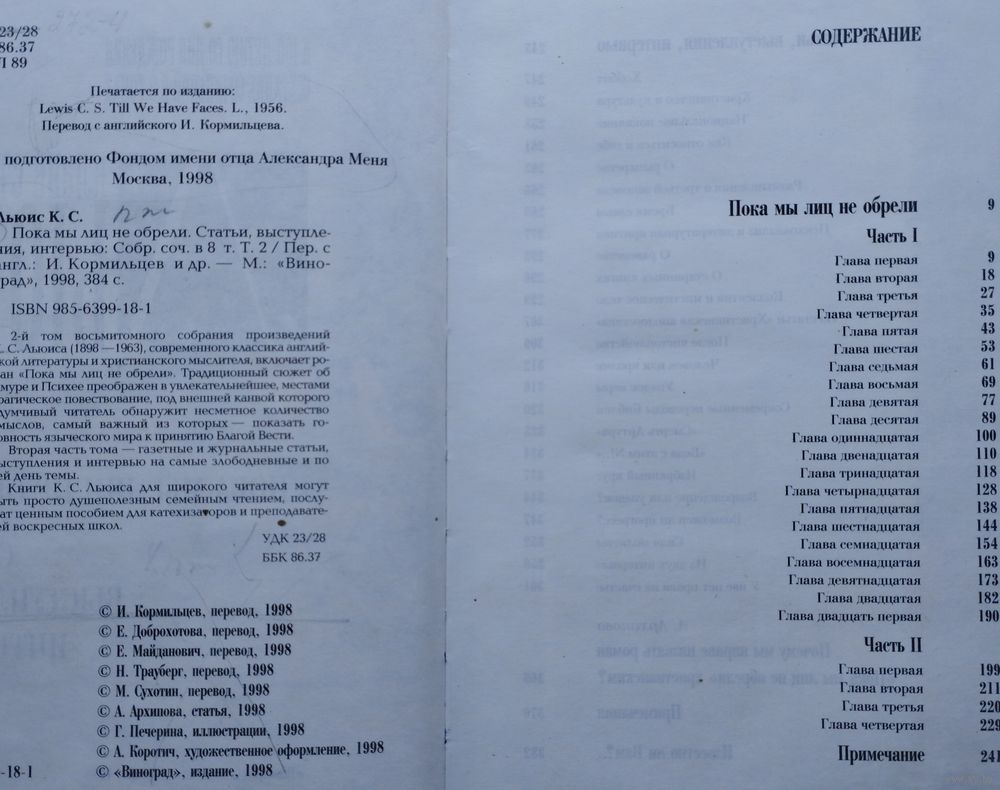 23/28
86.37
Л 89
Печатается по изданию:
Lewis C. S. Till We Have Faces. L., 1956.
Перевод с английского И. Кормильцева.
подготовлено Фондом имени отца Александра Меня
Москва, 1998
Льюис К. С.
Пока мы лиц не обрели. Статьи, выступле-
ния, интервью: Собр. соч. в 8 т. Т. 2 / Пер. с
англ.: И. Кормильцев и др. — М.: «Вино-
град», 1998, 384 с.
ISBN 985-6399-18-1
2-й том восьмитомного собрания произведений
К. С. Льюиса (1898—1963), современного классика англий-
ской литературы и христианского мыслителя, включает ро-
ман «Пока мы лиц не обрели». Традиционный сюжет об
Амуре и Психее преображен в увлекательнейшее, местами
трагическое повествование, под внешней канвой которого
вдумчивый читатель обнаружит несметное количество
смыслов, самый важный из которых — показать го-
товность языческого мира к принятию Благой Вести.
Вторая часть тома — газетные и журнальные статьи,
выступления и интервью на самые злободневные и по
сей день темы.
Книги К. С. Льюиса для широкого читателя могут
быть просто душеполезным семейным чтением, послу-
жат ценным пособием для катехизаторов и преподавате-
лей воскресных школ.
УДК 23/28
ББК 86.37
© И. Кормильцев, перевод, 1998
© Е. Доброхотова, перевод, 1998
© Е. Майданович, перевод, 1998
© Н. Трауберг, перевод, 1998
© М. Сухотин, перевод, 1998
© А. Архипова, статья, 1998
© Г. Печерина, иллюстрации, 1998
© А. Коротич, художественное оформление, 1998
-18-1 © «Виноград», издание, 1998
СОДЕРЖАНИЕ
Пока мы лиц не обрели 9
Часть I
Глава первая 9
Глава вторая 18
Глава третья 27
Глава четвертая 35
Глава пятая 43
Глава шестая 53
Глава седьмая 61
Глава восьмая 69
Глава девятая 77
Глава десятая 89
Глава одиннадцатая 100
Глава двенадцатая 110
Глава тринадцатая 118
Глава четырнадцатая 128
Глава пятнадцатая 138
Глава шестнадцатая 144
Глава семнадцатая 154
Глава восемнадцатая 163
Глава девятнадцатая 173
Глава двадцатая 182
Глава двадцать первая 190
Часть II
Глава первая 199
Глава вторая 211
Глава третья 220
Глава четвертая 229
Примечание 241